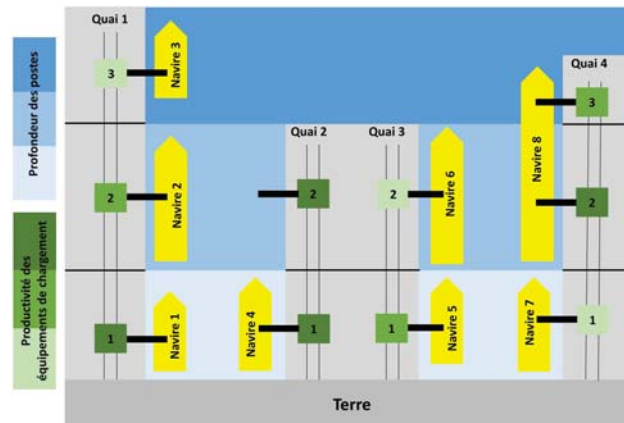 Quai 1
Navire 3
Quai 4
3
3
Profondeur des postes
Navire 8
Quai 2
Quai 3
Navire 2
Navire 6
2
2
2
2
Productivité des
équipements de chargement
Navire 1
Navire 4
Navire 5
Navire 7
1
1
1
1
Terre